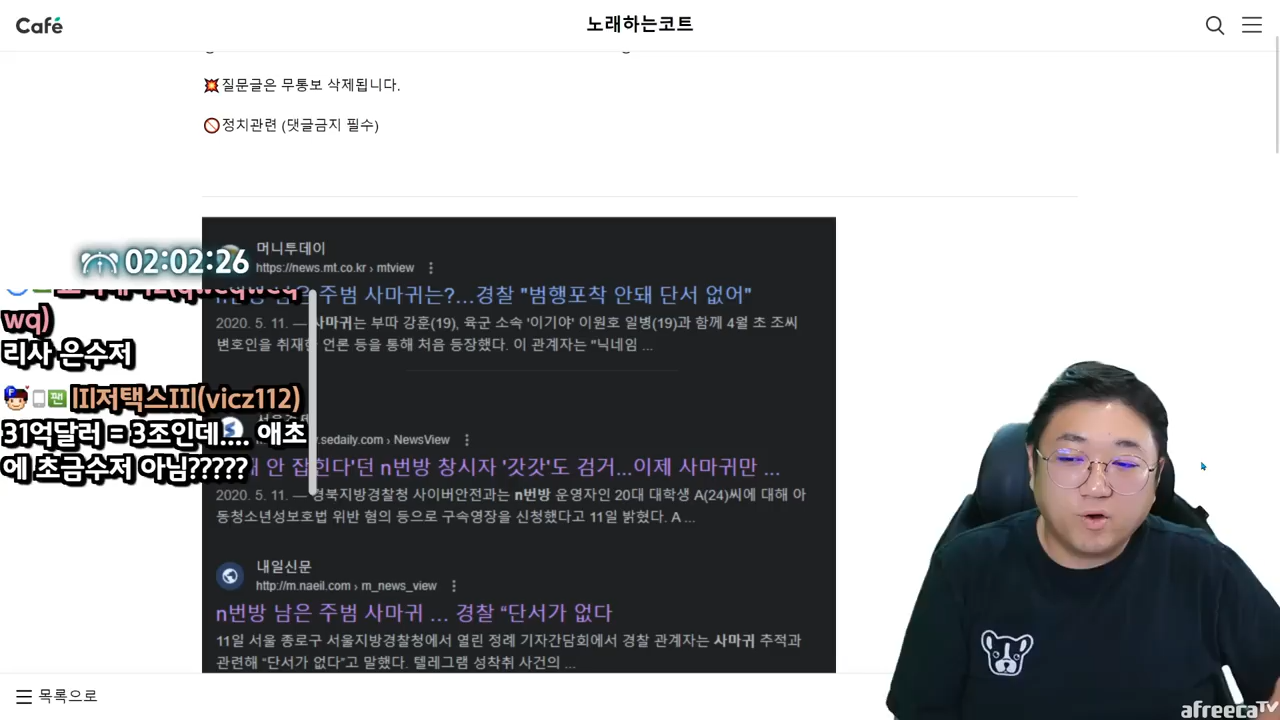 Café
노래하는코트
💥질문글은 무통보 삭제됩니다.
🚫정치관련 (댓글금지 필수)
02:02:26
wq)
리사 은수저
III저택스III(vicz112)
31억달러 = 3조인데.... 애초
에 초금수저 아님?????
머니투데이
https://news.mt.co.kr › mtview
주범 사마귀는?...경찰 "범행포착 안돼 단서 없어"
2020. 5. 11. — 사마귀는 부따 강훈(19), 육군 소속 '이기야' 이원호 일병(19)과 함께 4월 초 조씨
변호인을 취재한 언론 등을 통해 처음 등장했다. 이 관계자는 "닉네임 ...
.sedaily.com › NewsView
안 잡힌다'던 n번방 창시자 '갓갓'도 검거...이제 사마귀만 ...
2020. 5. 11. — 경북지방경찰청 사이버안전과는 n번방 운영자인 20대 대학생 A(24)씨에 대해 아
동청소년성보호법 위반 혐의 등으로 구속영장을 신청했다고 11일 밝혔다. A ...
내일신문
http://m.naeil.com › m_news_view
n번방 남은 주범 사마귀 ... 경찰 “단서가 없다
11일 서울 종로구 서울지방경찰청에서 열린 정례 기자간담회에서 경찰 관계자는 사마귀 추적과
관련해 “단서가 없다”고 말했다. 텔레그램 성착취 사건의 ...
목록으로
afreecaTV